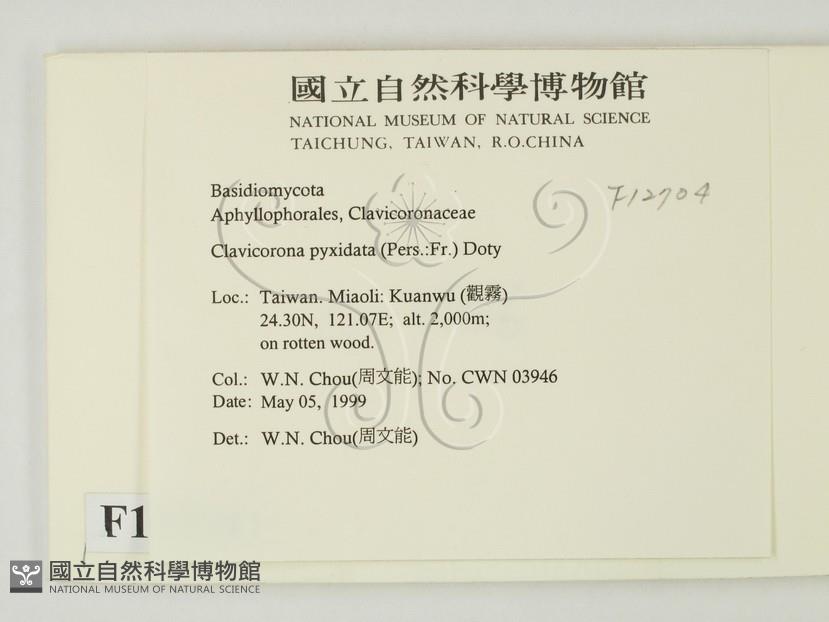 國立自然科學博物館
NATIONAL MUSEUM OF NATURAL SCIENCE
TAICHUNG, TAIWAN, R.O.CHINA
Basidiomycota
F12704
Aphyllophorales, Clavicoronaceae
Clavicorona pyxidata (Pers.:Fr.) Doty
Loc.: Taiwan. Miaoli: Kuanwu (觀霧)
24.30N, 121.07E; alt. 2,000m;
on rotten wood.
Col.: W.N. Chou(周文能); No. CWN 03946
Date: May 05, 1999
Det.: W.N. Chou(周文能)
F1
國立自然科學博物館
NATIONAL MUSEUM OF NATURAL SCIENCE